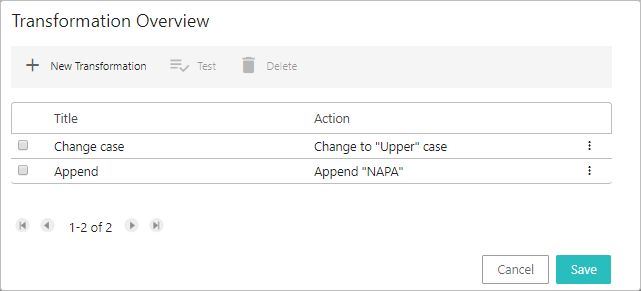 Transformation Overview
New Transformation Test Delete
Title Action
Change case Change to "Upper" case
Append Append "NAPA"
1-2 of 2
Cancel Save